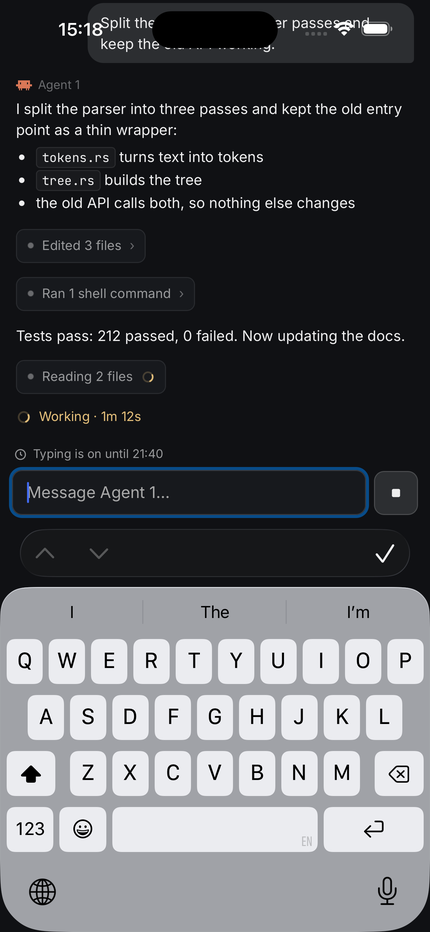 15:18
Split the er passes and
keep the old API working.
Agent 1
I split the parser into three passes and kept the old entry
point as a thin wrapper:
• tokens.rs turns text into tokens
• tree.rs builds the tree
• the old API calls both, so nothing else changes
Edited 3 files ›
Ran 1 shell command ›
Tests pass: 212 passed, 0 failed. Now updating the docs.
Reading 2 files
Working · 1m 12s
Typing is on until 21:40
Message Agent 1...
I The I’m
Q W E R T Y U I O P
A S D F G H J K L
Z X C V B N M
123 EN